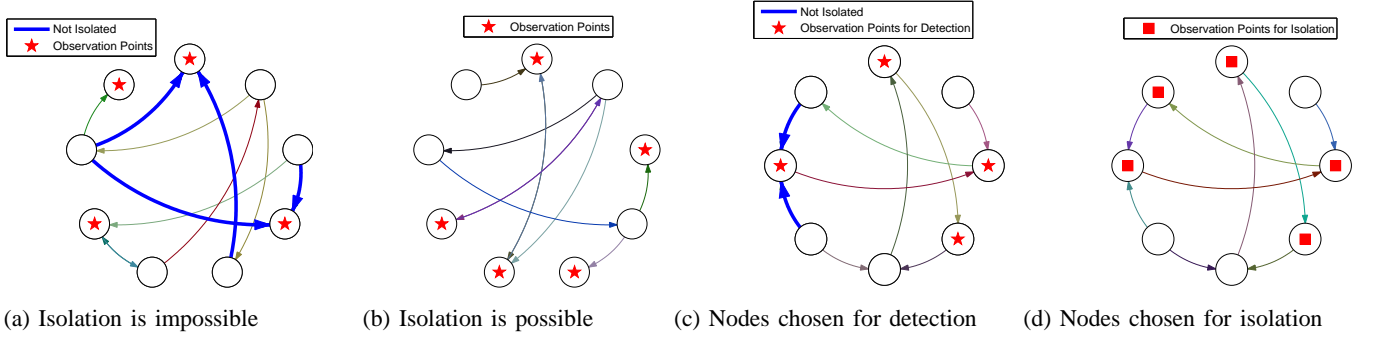 Not Isolated
Observation Points
Observation Points
Not Isolated
Observation Points for Detection
Observation Points for Isolation
(a) Isolation is impossible
(b) Isolation is possible
(c) Nodes chosen for detection
(d) Nodes chosen for isolation